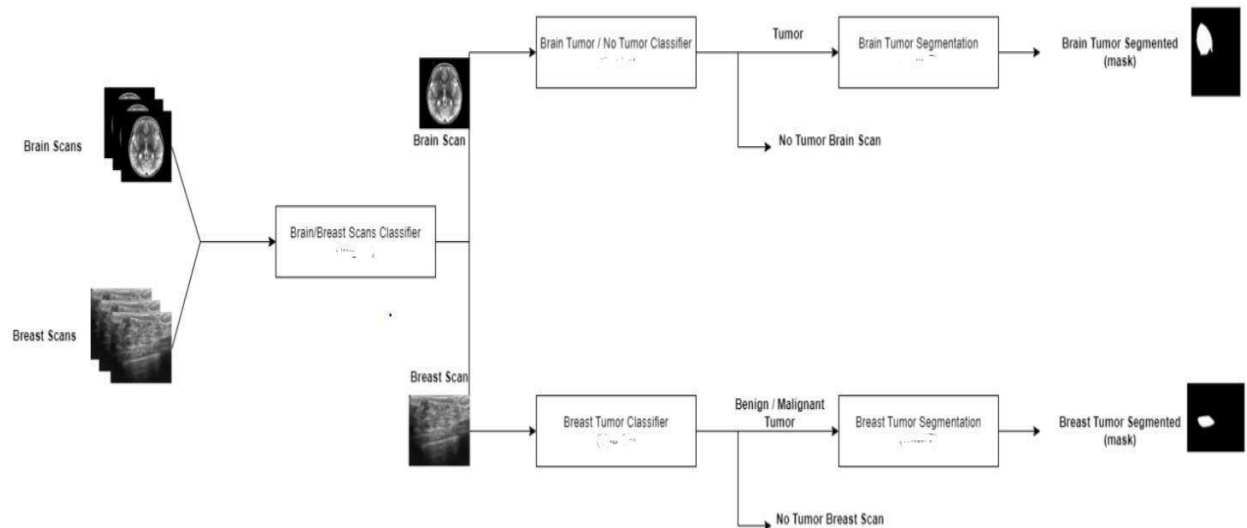 Brain Tumor / No Tumor Classifier
Tumor
Brain Tumor Segmentation
Brain Tumor Segmented
(mask)
Brain Scans
Brain Scan
No Tumor Brain Scan
Brain/Breast Scans Classifier
Breast Scans
Breast Scan
Breast Tumor Classifier
Benign / Malignant
Tumor
Breast Tumor Segmentation
Breast Tumor Segmented
(mask)
No Tumor Breast Scan